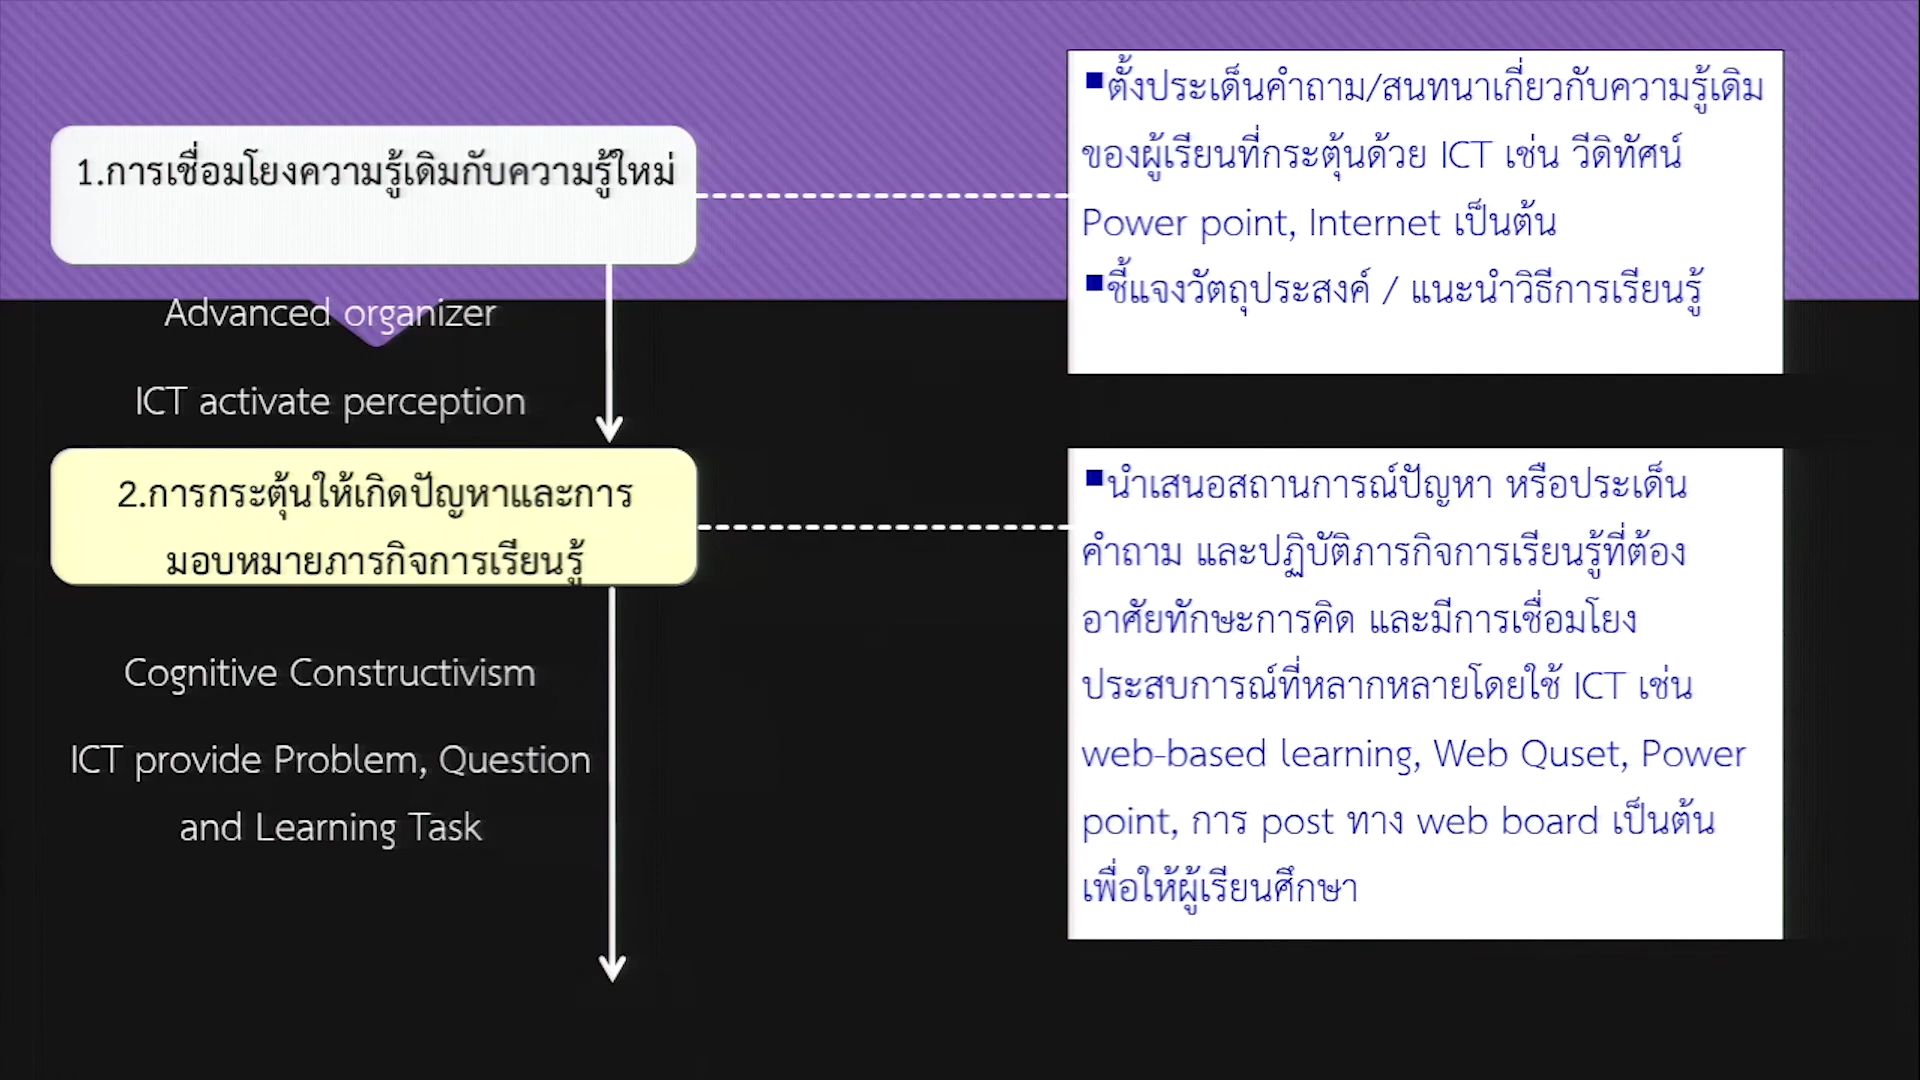 1.การเชื่อมโยงความรู้เดิมกับความรู้ใหม่
▪ตั้งประเด็นคำถาม/สนทนาเกี่ยวกับความรู้เดิม
ของผู้เรียนที่กระตุ้นด้วย ICT เช่น วีดิทัศน์
Power point, Internet เป็นต้น
▪ชี้แจงวัตถุประสงค์ / แนะนำวิธีการเรียนรู้
Advanced organizer
ICT activate perception
2.การกระตุ้นให้เกิดปัญหาและการ
มอบหมายภารกิจการเรียนรู้
▪นำเสนอสถานการณ์ปัญหา หรือประเด็น
คำถาม และปฏิบัติภารกิจการเรียนรู้ที่ต้อง
อาศัยทักษะการคิด และมีการเชื่อมโยง
ประสบการณ์ที่หลากหลายโดยใช้ ICT เช่น
web-based learning, Web Quset, Power
point, การ post ทาง web board เป็นต้น
เพื่อให้ผู้เรียนศึกษา
Cognitive Constructivism
ICT provide Problem, Question
and Learning Task